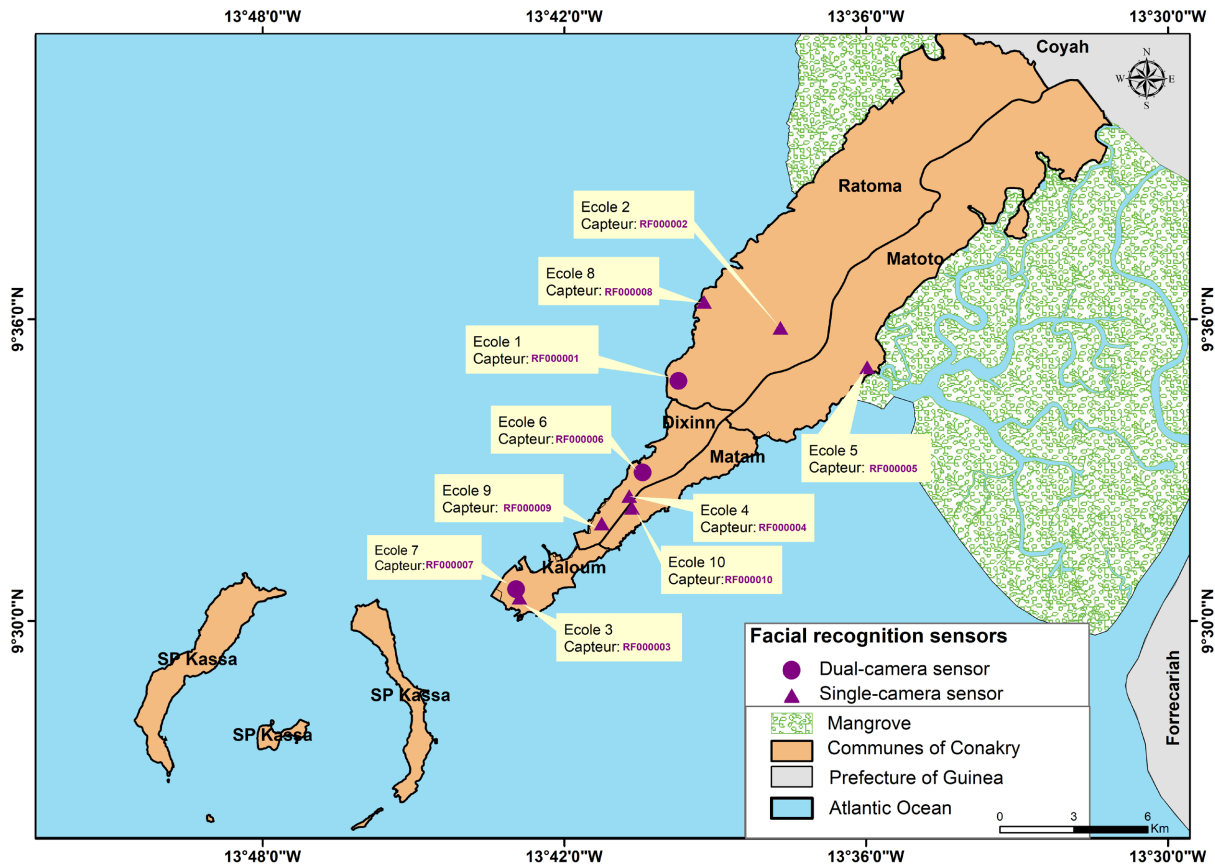 13°48'0"W
13°42'0"W
13°36'0"W
13°30'0"W
Coyah
N
W
E
S
Ratoma
Ecole 2
Capteur: RF000002
Matoto
Ecole 8
Capteur: RF000008
9°36'0"N
9°36'0"N
Ecole 1
Capteur: RF000001
Dixinn
Ecole 6
Capteur: RF000006
Matam
Ecole 5
Capteur: RF000005
Ecole 9
Capteur: RF000009
Ecole 4
Capteur: RF000004
Ecole 7
Capteur: RF000007
Kaloum
Ecole 10
Capteur: RF000010
9°30'0"N
9°30'0"N
Ecole 3
Capteur: RF000003
SP Kassa
SP Kassa
SP Kassa
Forrecariah
Facial recognition sensors
Dual-camera sensor
Single-camera sensor
Mangrove
Communes of Conakry
Prefecture of Guinea
Atlantic Ocean
0 3 6
Km
13°48'0"W
13°42'0"W
13°36'0"W
13°30'0"W